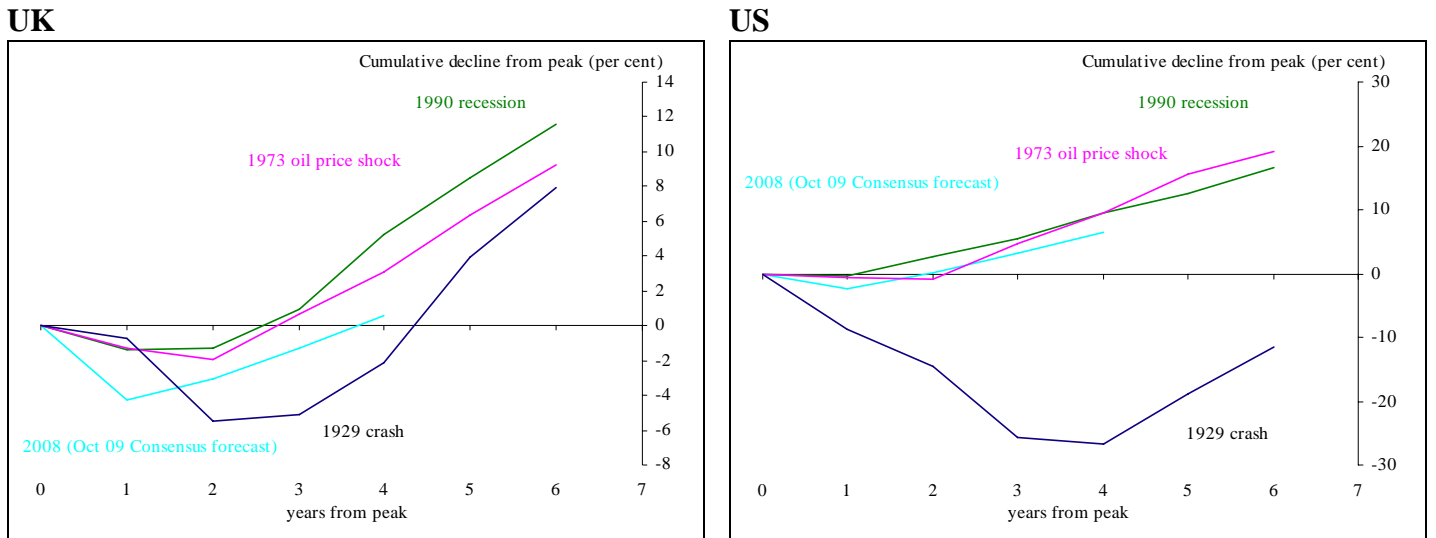 UK
Cumulative decline from peak (per cent)
14
1990 recession
12
10
1973 oil price shock
8
6
4
2
0
-2
-4
1929 crash
-6
2008 (Oct 09 Consensus forecast)
-8
0 1 2 3 4 5 6 7
years from peak
US
Cumulative decline from peak (per cent)
30
1990 recession
20
1973 oil price shock
2008 (Oct 09 Consensus forecast)
10
0
-10
-20
1929 crash
-30
0 1 2 3 4 5 6 7
years from peak